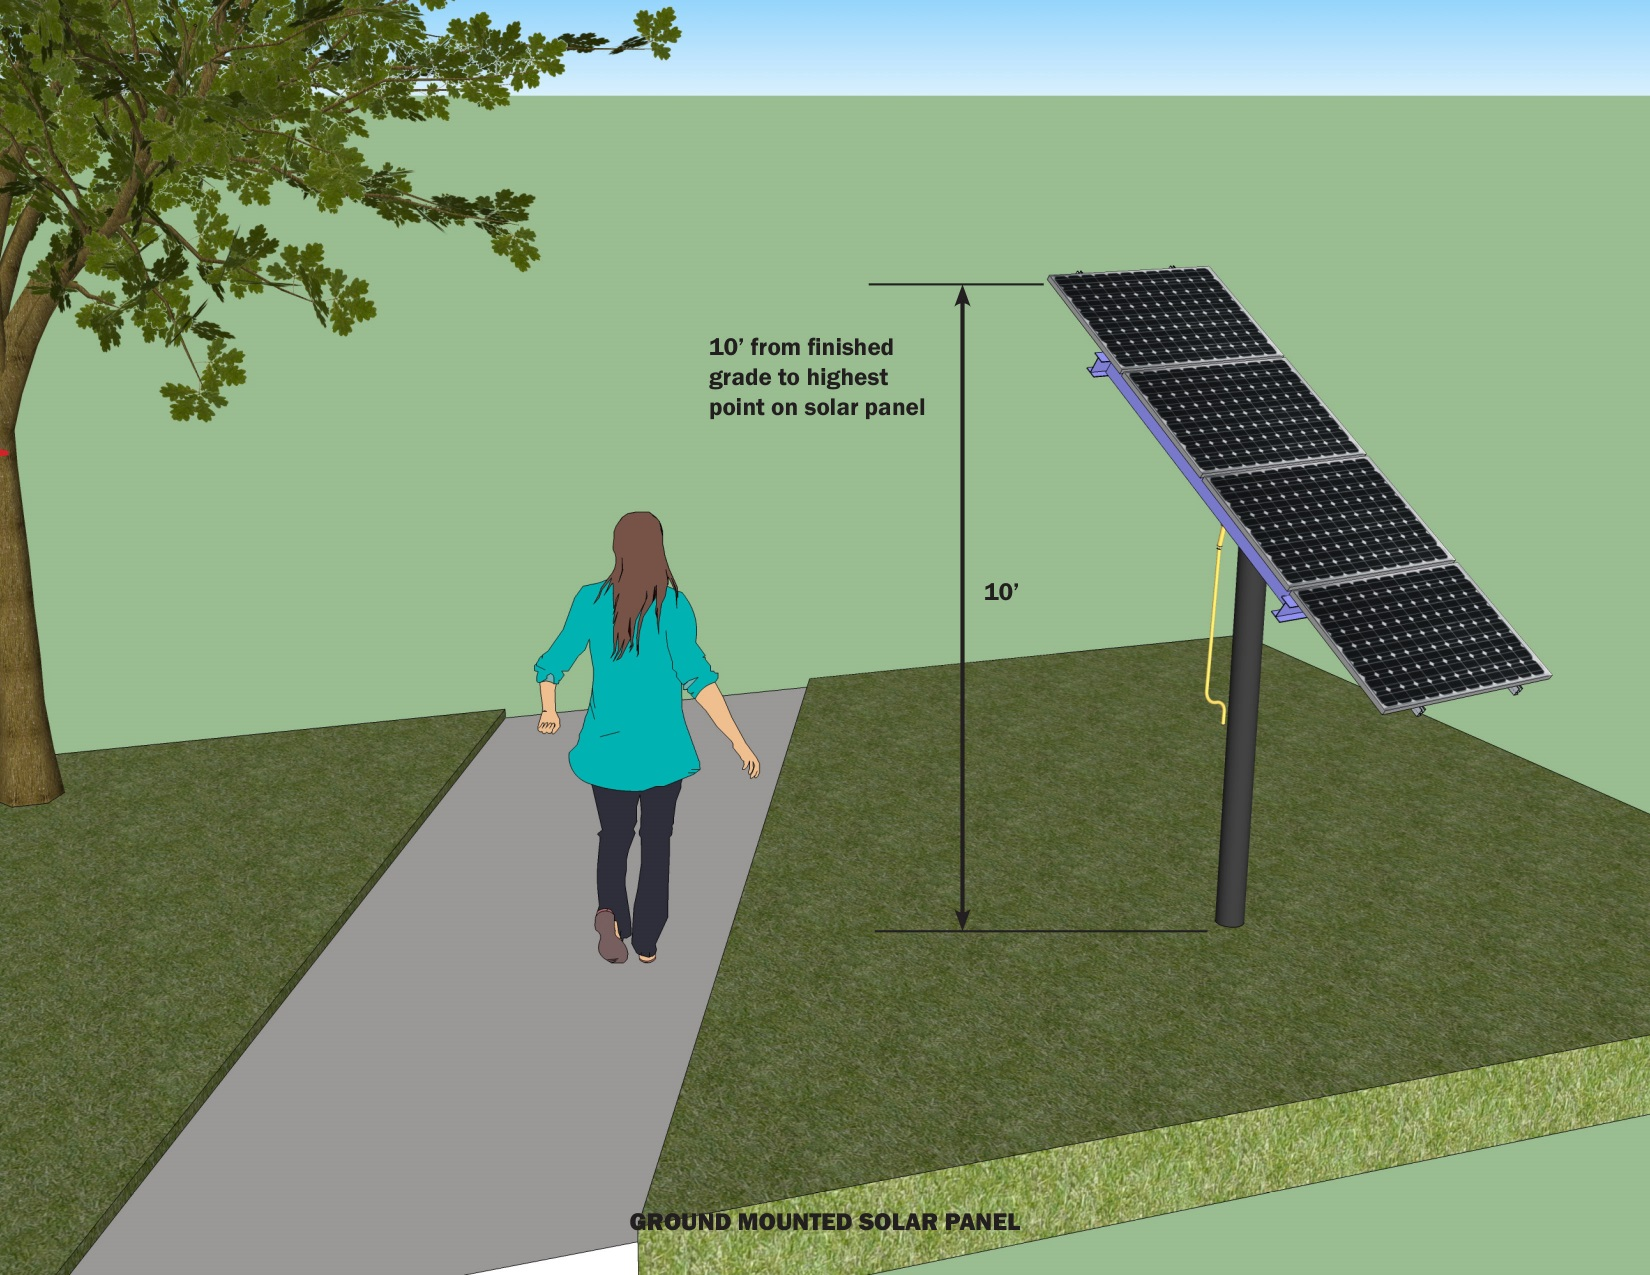 10’ from finished
grade to highest
point on solar panel
10’
GROUND MOUNTED SOLAR PANEL